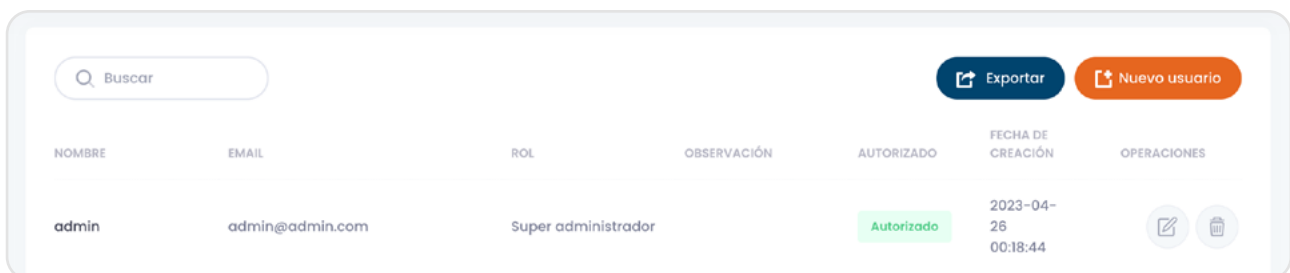 Buscar
Exportar
Nuevo usuario
NOMBRE
EMAIL
ROL
OBSERVACIÓN
AUTORIZADO
FECHA DE
CREACIÓN
OPERACIONES
admin
admin@admin.com
Super administrador
Autorizado
2023-04-
26
00:18:44